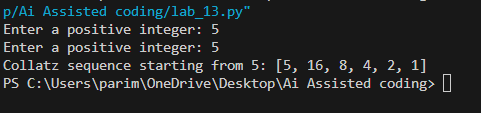 p/Ai Assisted coding/lab_13.py"
Enter a positive integer: 5
Enter a positive integer: 5
Collatz sequence starting from 5: [5, 16, 8, 4, 2, 1]
PS C:\Users\parim\OneDrive\Desktop\Ai Assisted coding>